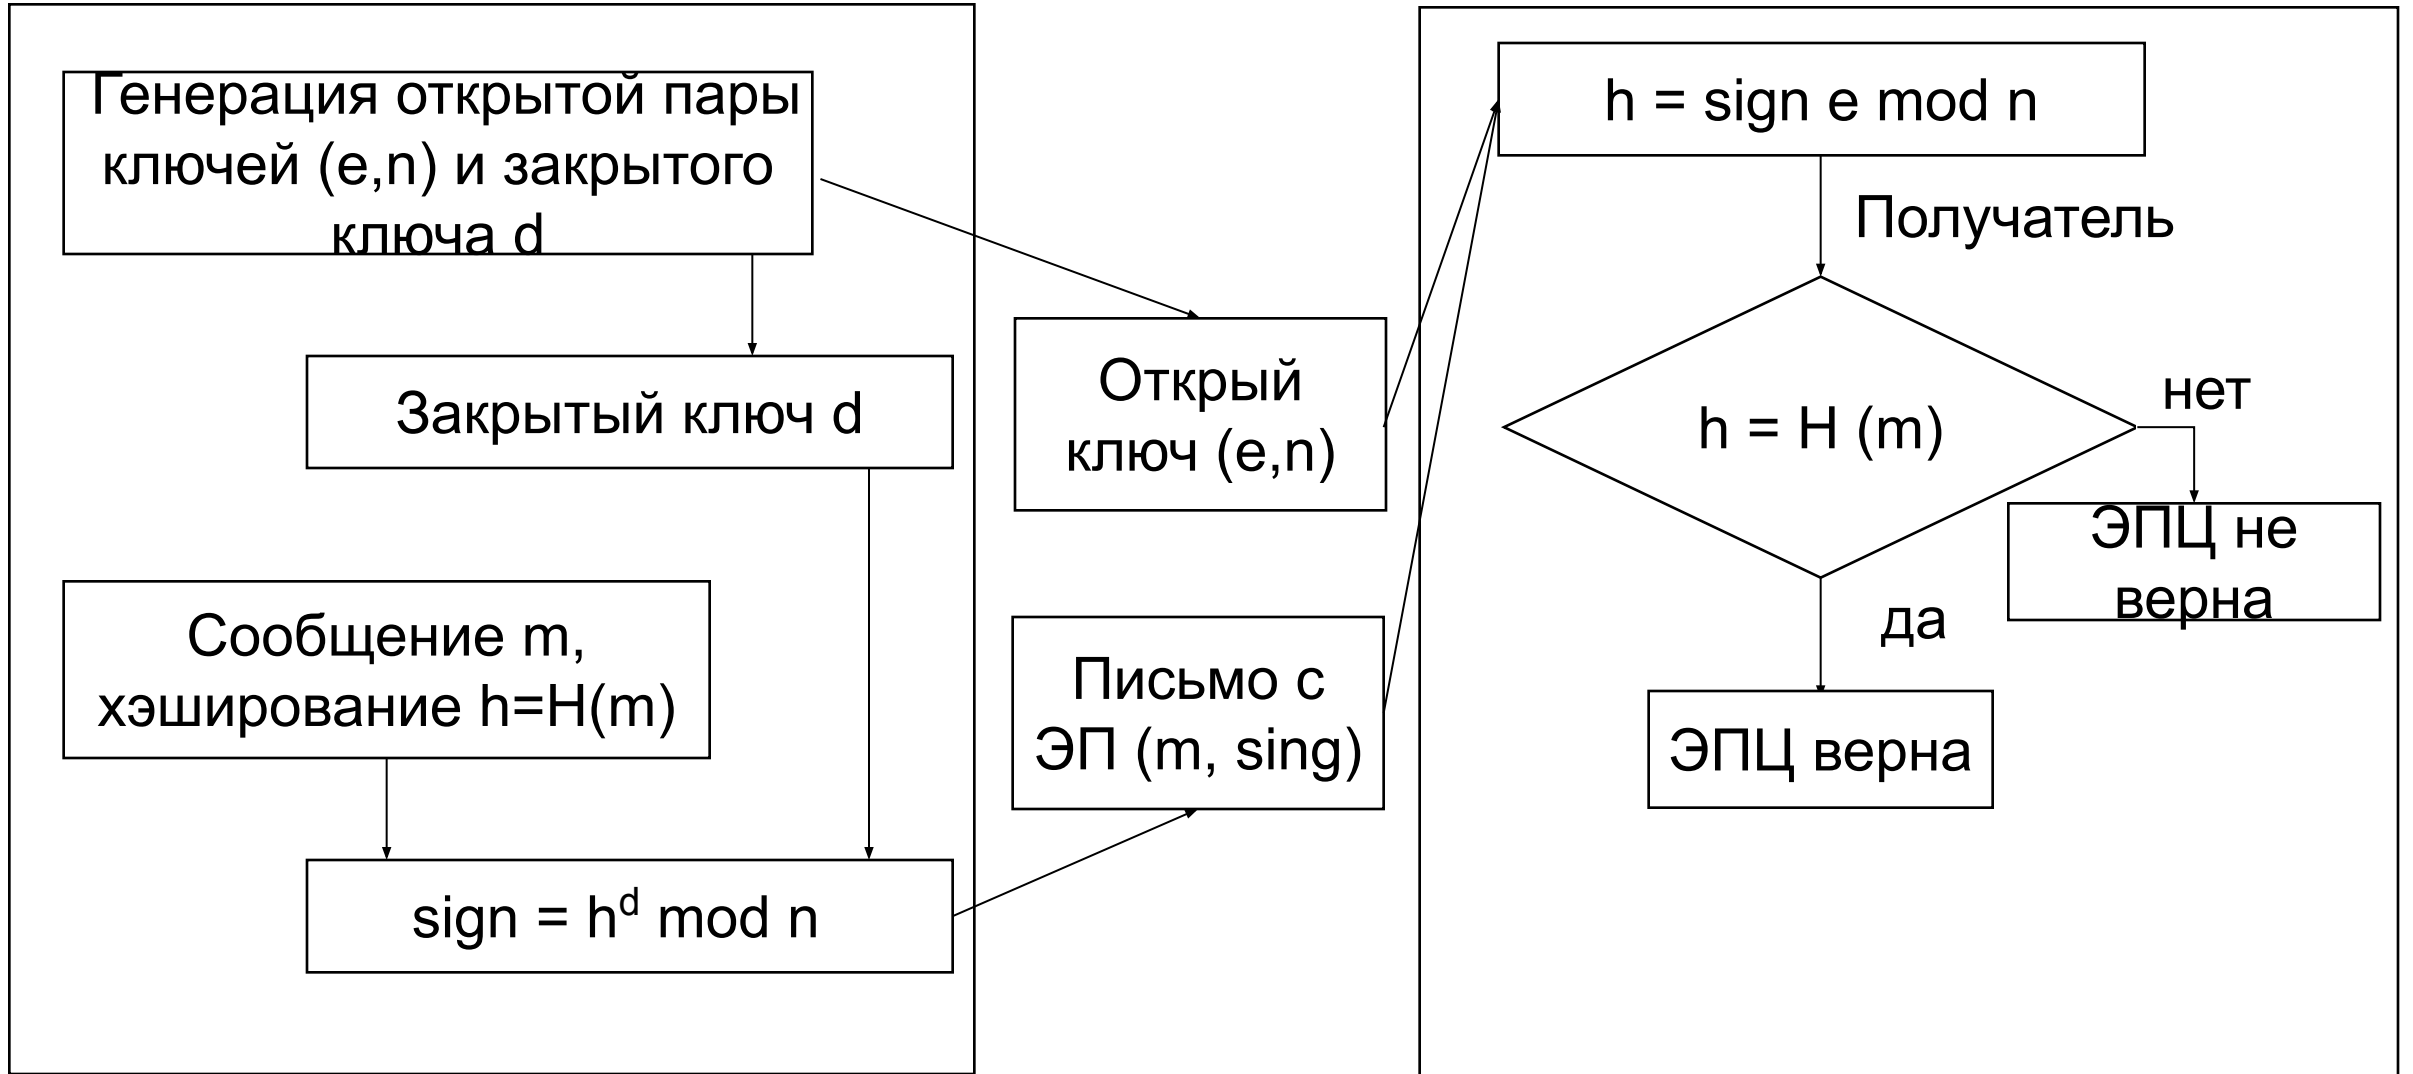 Генерация открытой пары
ключей (e,n) и закрытого
ключа d
Закрытый ключ d
Сообщение m,
хэширование h=H(m)
sign = hᵈ mod n
Открый
ключ (e,n)
Письмо с
ЭП (m, sing)
h = sign e mod n
Получатель
h = H (m)
нет
ЭПЦ не
верна
да
ЭПЦ верна